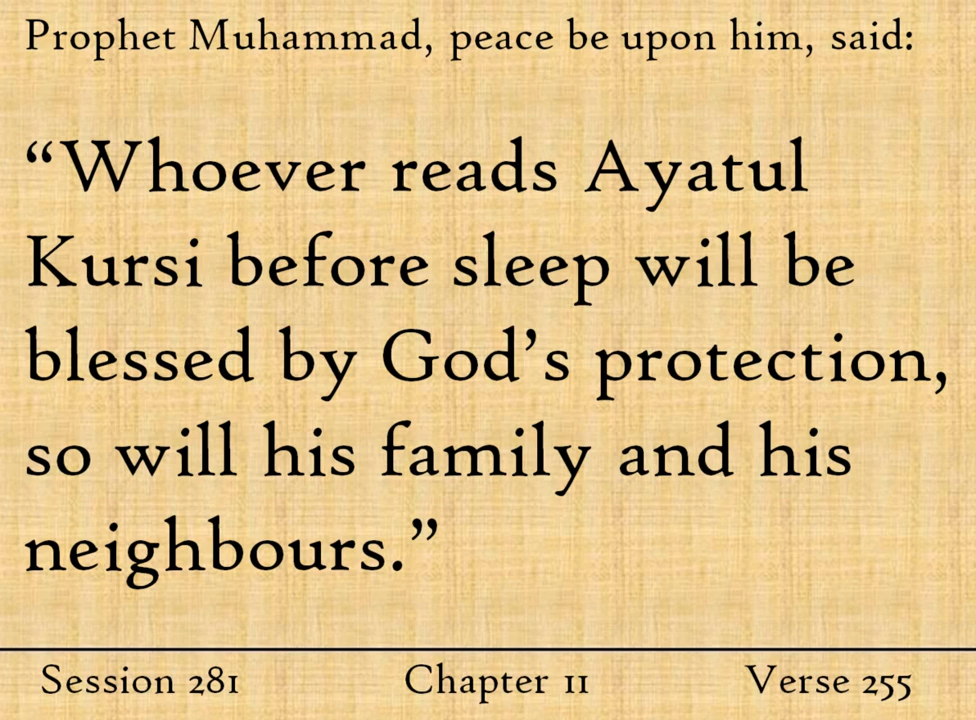 Prophet Muhammad, peace be upon him, said:
“Whoever reads Ayatul
Kursi before sleep will be
blessed by God’s protection,
so will his family and his
neighbours.”
Session 281 Chapter 11 Verse 255